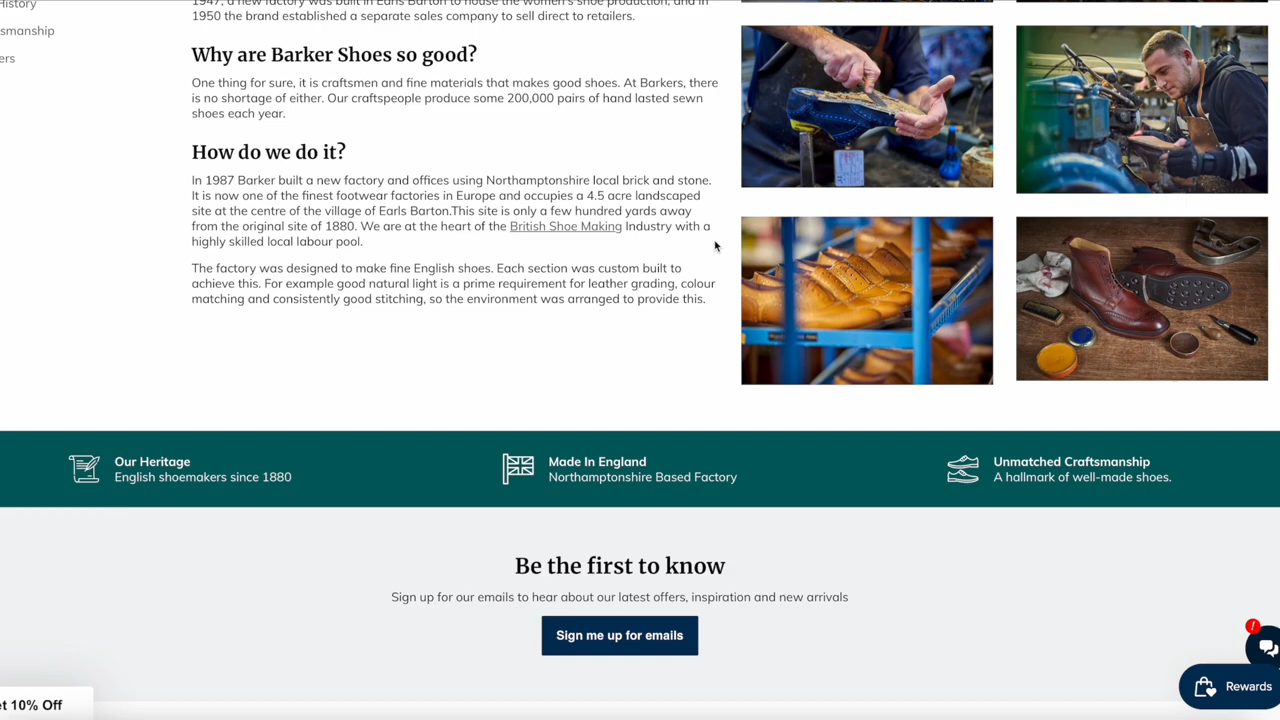 History
smanship
ers
1947, a new factory was built in Earls Barton to house the women's shoe production, and in
1950 the brand established a separate sales company to sell direct to retailers.
Why are Barker Shoes so good?
One thing for sure, it is craftsmen and fine materials that makes good shoes. At Barkers, there
is no shortage of either. Our craftspeople produce some 200,000 pairs of hand lasted sewn
shoes each year.
How do we do it?
In 1987 Barker built a new factory and offices using Northamptonshire local brick and stone.
It is now one of the finest footwear factories in Europe and occupies a 4.5 acre landscaped
site at the centre of the village of Earls Barton.This site is only a few hundred yards away
from the original site of 1880. We are at the heart of the British Shoe Making Industry with a
highly skilled local labour pool.
The factory was designed to make fine English shoes. Each section was custom built to
achieve this. For example good natural light is a prime requirement for leather grading, colour
matching and consistently good stitching, so the environment was arranged to provide this.
Our Heritage
English shoemakers since 1880
Made In England
Northamptonshire Based Factory
Unmatched Craftsmanship
A hallmark of well-made shoes.
Be the first to know
Sign up for our emails to hear about our latest offers, inspiration and new arrivals
Sign me up for emails
!
Rewards
et 10% Off